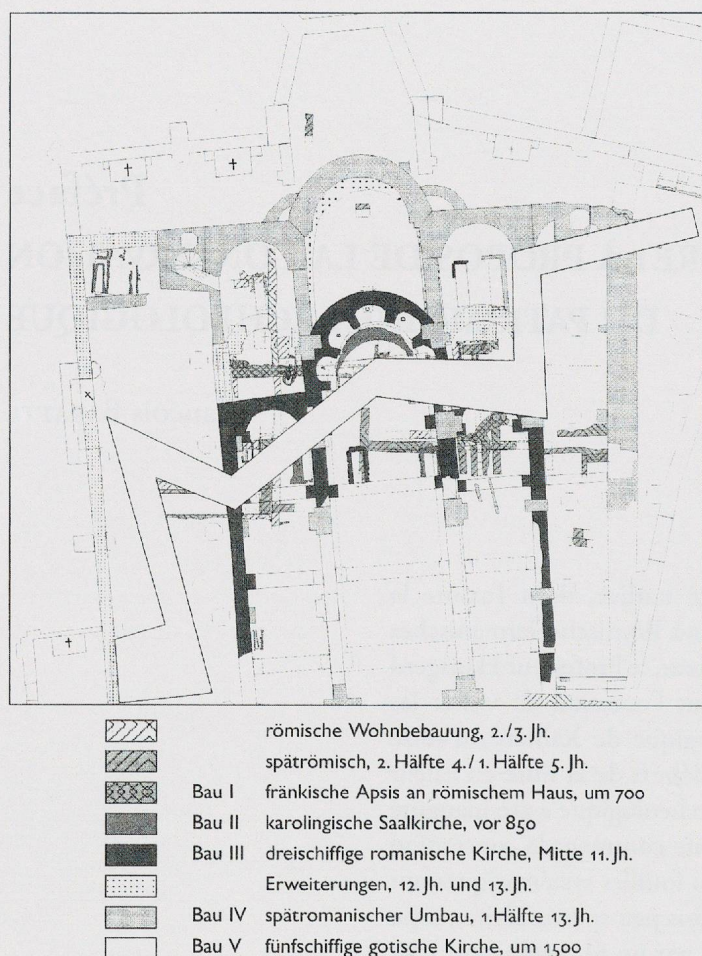 römische Wohnbebauung, 2./3. Jh.
spätrömisch, 2. Hälfte 4./1. Hälfte 5. Jh.
Bau I fränkische Apsis an römischem Haus, um 700
Bau II karolingische Saalkirche, vor 850
Bau III dreischiffige romanische Kirche, Mitte 11. Jh.
Erweiterungen, 12. Jh. und 13. Jh.
Bau IV spätromanischer Umbau, 1. Hälfte 13. Jh.
Bau V fünfschiffige gotische Kirche, um 1500